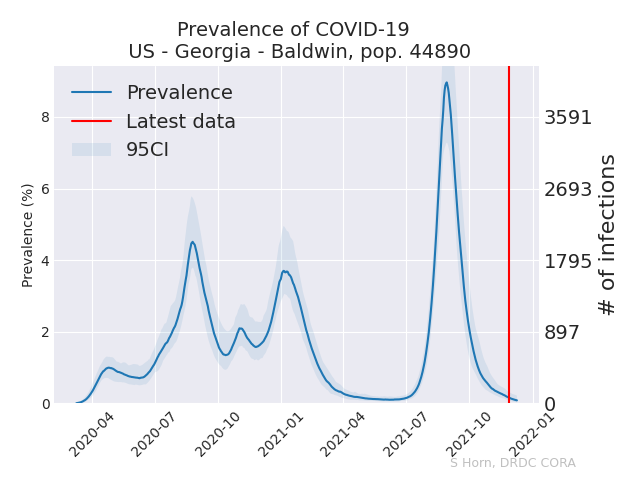 Prevalence of COVID-19
US - Georgia - Baldwin, pop. 44890
Prevalence
Latest data
95CI
Prevalence (%)
8
6
4
2
0
3591
2693
1795
897
0
# of infections
2020-04
2020-07
2020-10
2021-01
2021-04
2021-07
2021-10
2022-01
S Horn, DRDC CORA